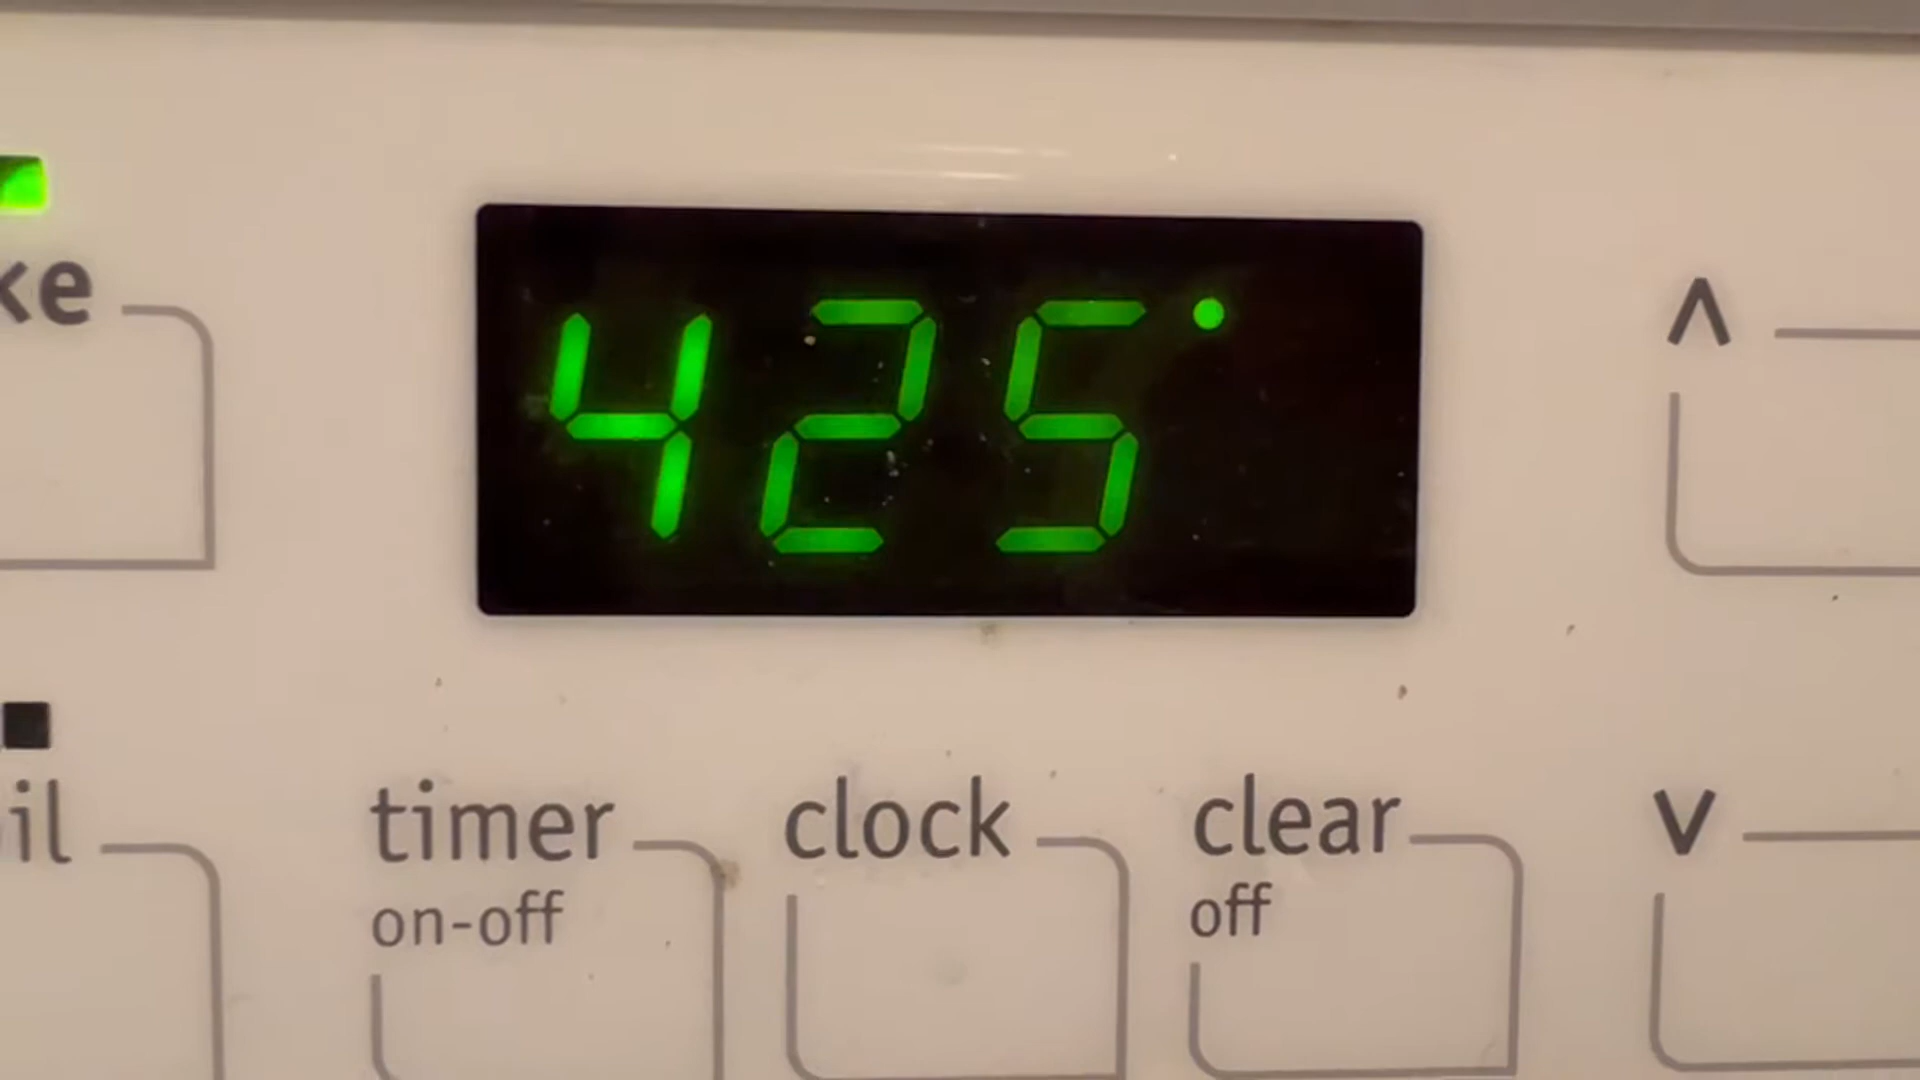 ke
425°
^
il
timer
on-off
clock
clear
off
v